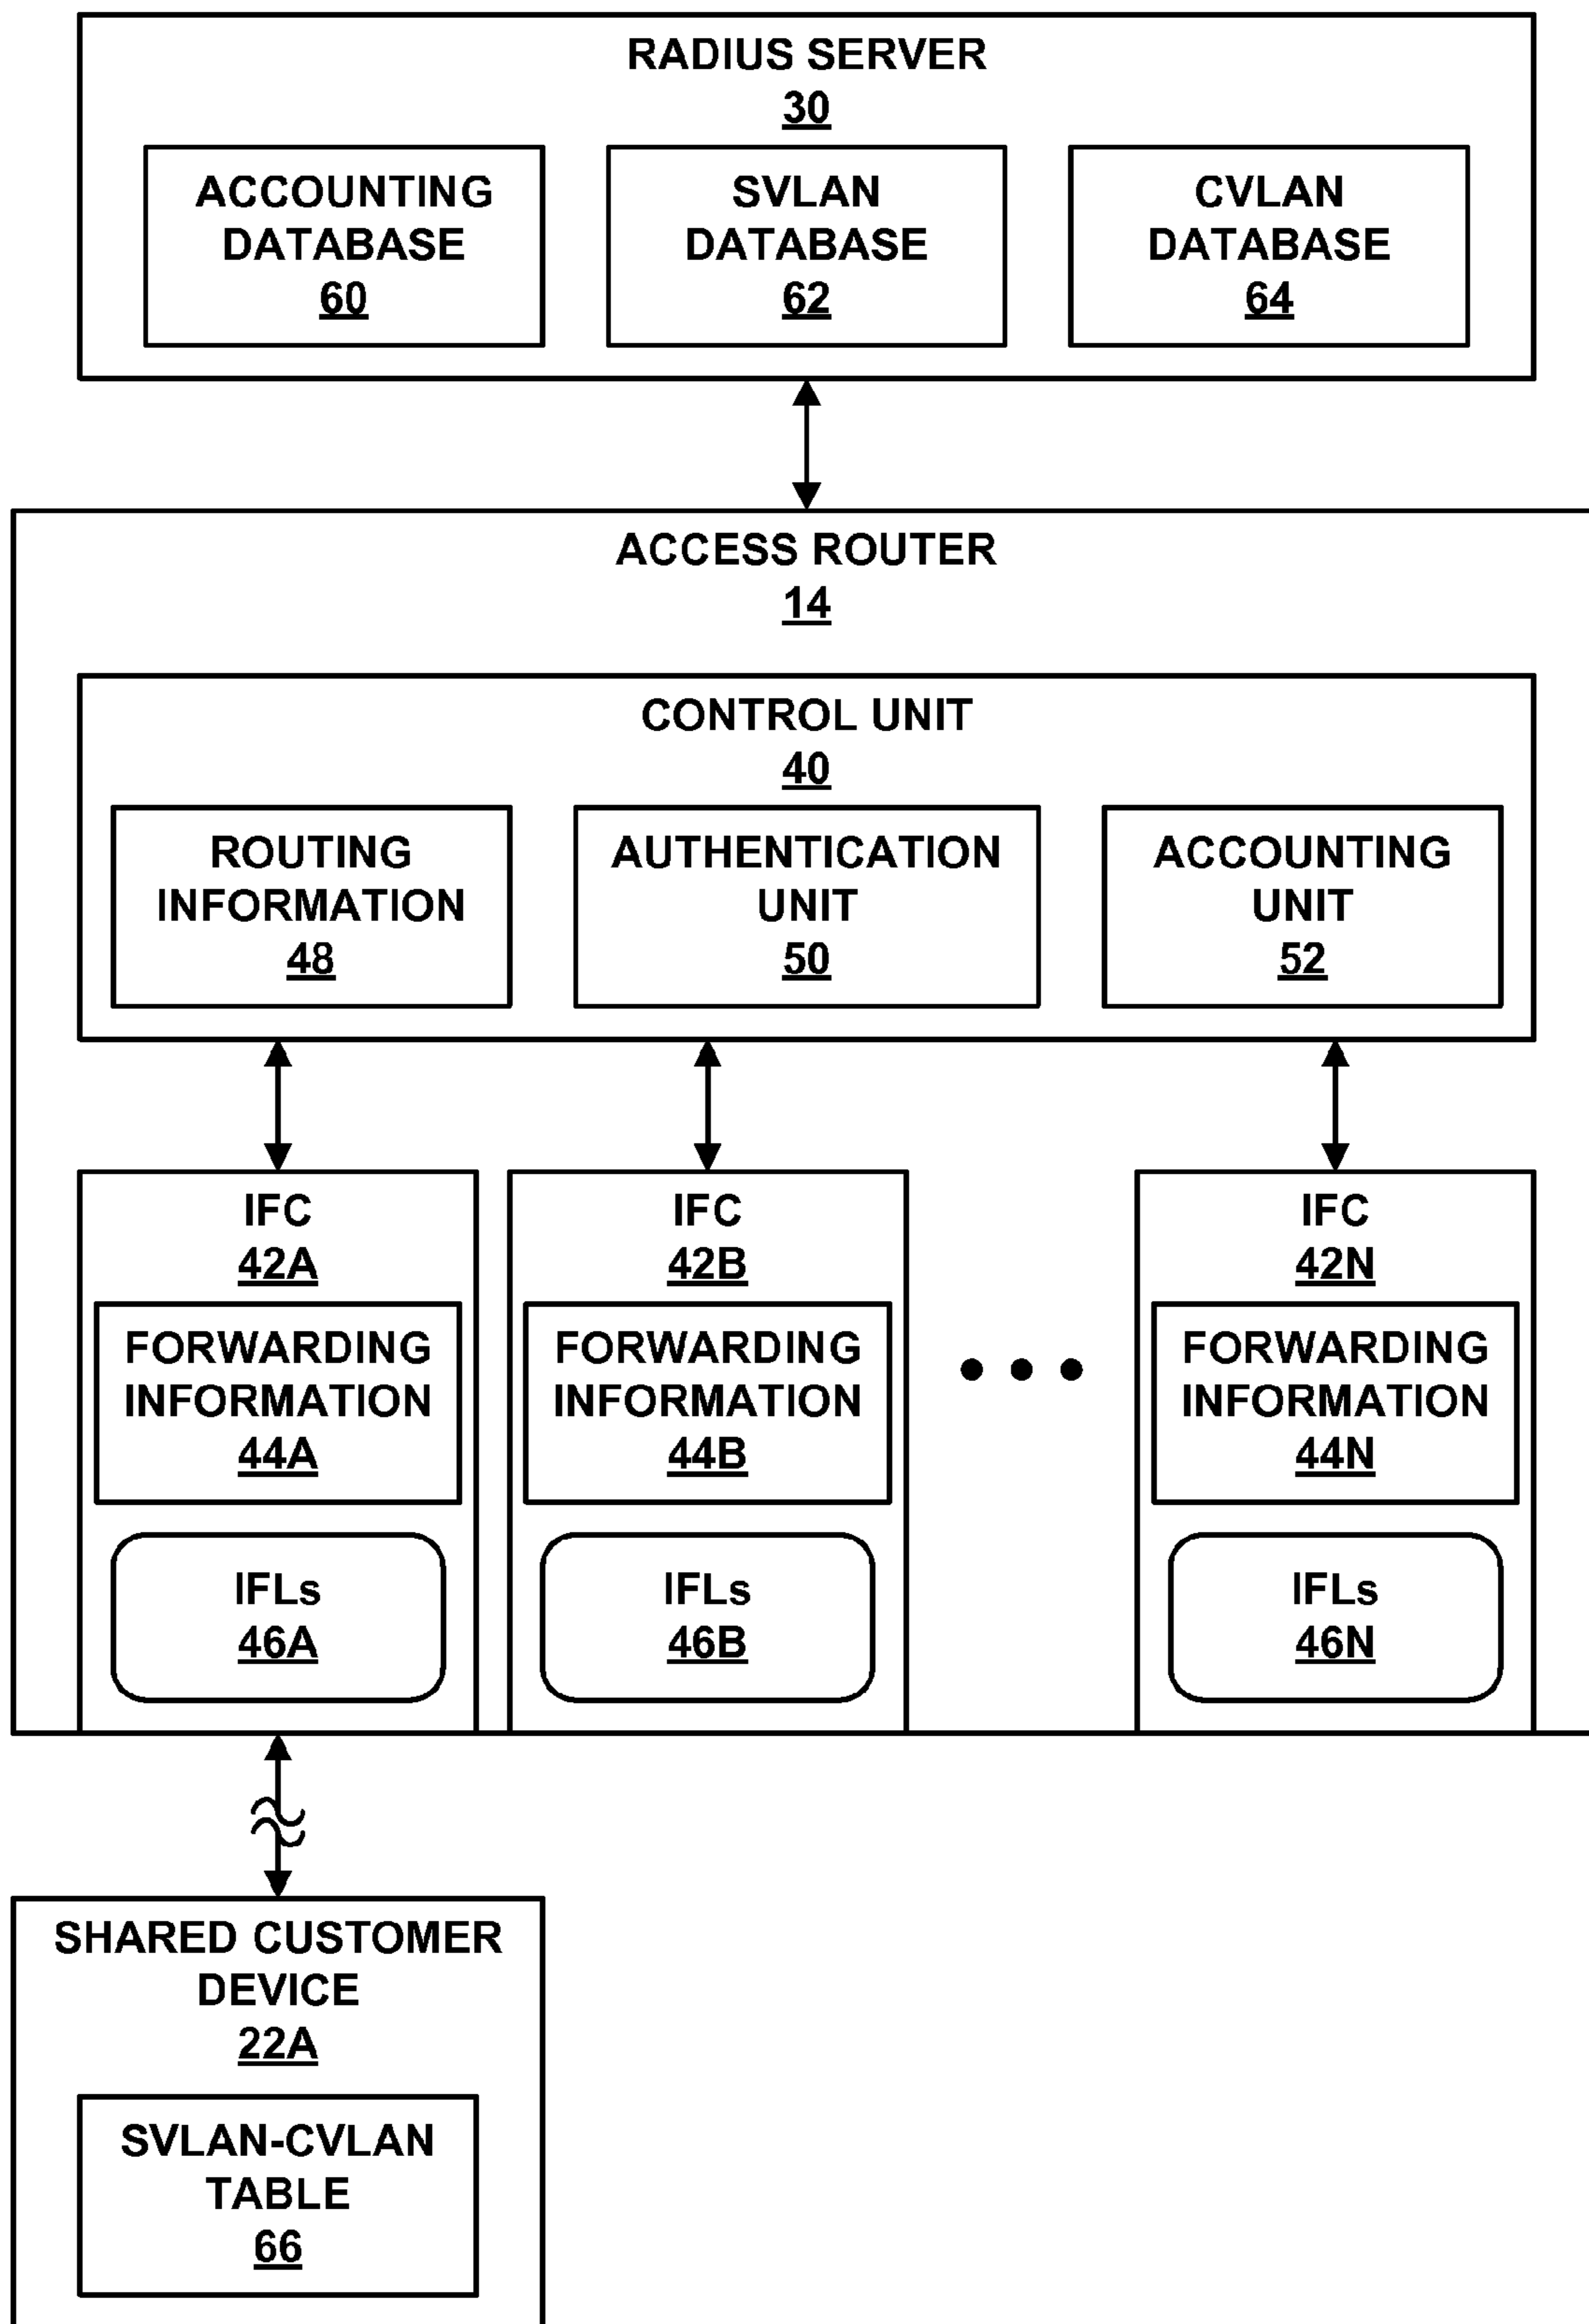 RADIUS SERVER
30
ACCOUNTING
DATABASE
60
SVLAN
DATABASE
62
CVLAN
DATABASE
64
ACCESS ROUTER
14
CONTROL UNIT
40
ROUTING
INFORMATION
48
AUTHENTICATION
UNIT
50
ACCOUNTING
UNIT
52
IFC
42A
FORWARDING
INFORMATION
44A
IFLs
46A
IFC
42B
FORWARDING
INFORMATION
44B
IFLs
46B
IFC
42N
FORWARDING
INFORMATION
44N
IFLs
46N
SHARED CUSTOMER
DEVICE
22A
SVLAN-CVLAN
TABLE
66